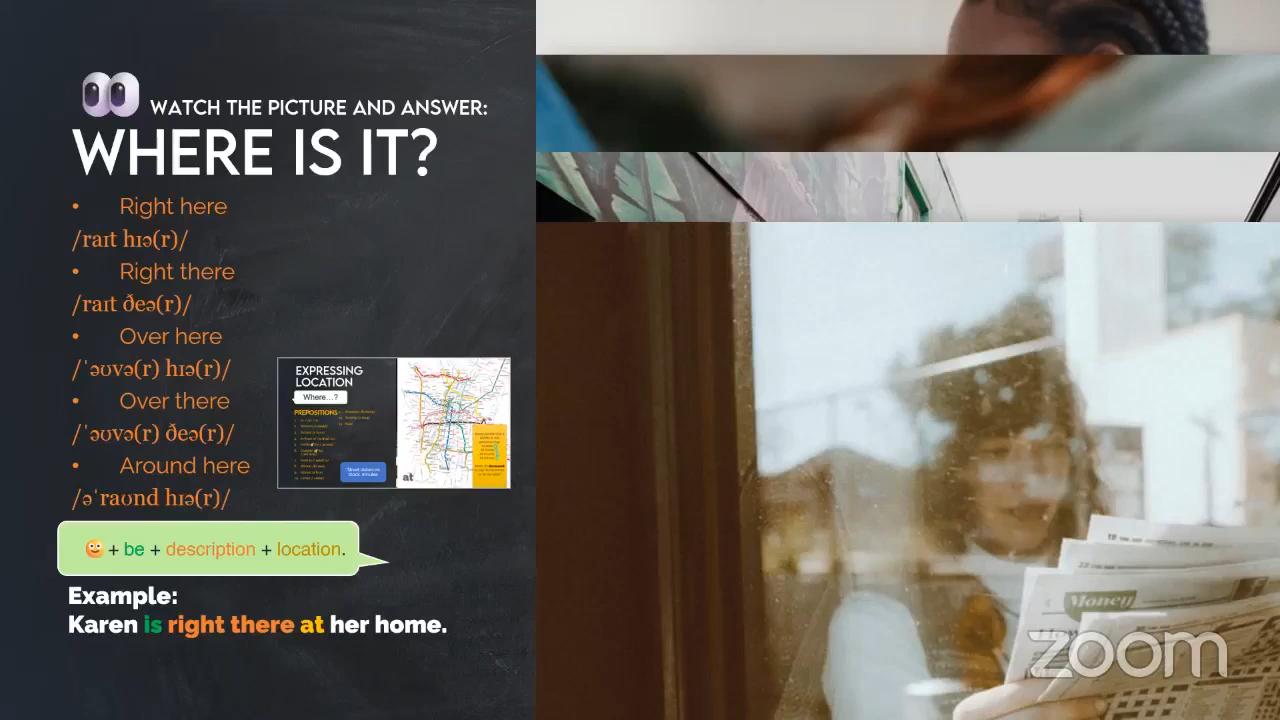 WATCH THE PICTURE AND ANSWER:
WHERE IS IT?
• Right here
/raɪt hɪə(r)/
• Right there
/raɪt ðeə(r)/
• Over here
/ˈəʊvə(r) hɪə(r)/
• Over there
/ˈəʊvə(r) ðeə(r)/
• Around here
/əˈraʊnd hɪə(r)/
EXPRESSING
LOCATION
Where...?
PREPOSITIONS
at
+ be + description + location.
Example:
Karen is right there at her home.
Money
zoom